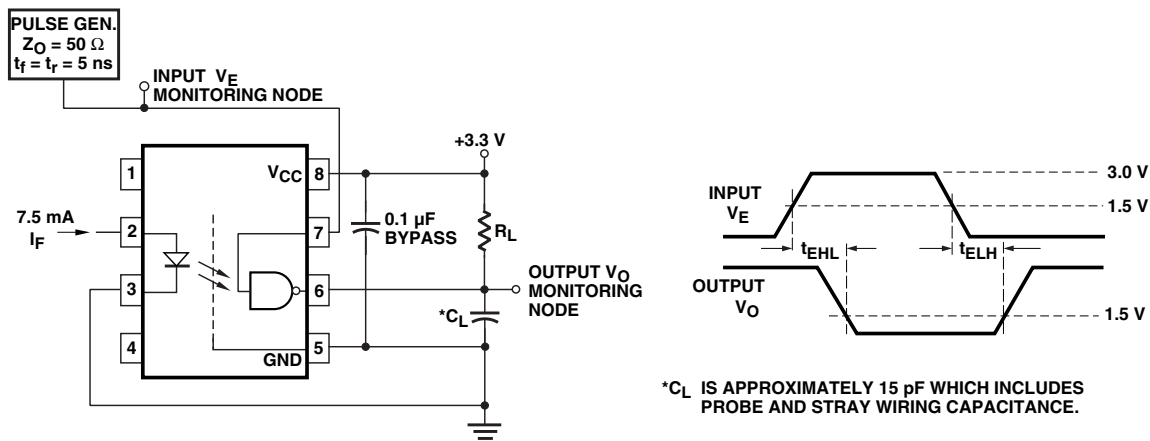 PULSE GEN.
ZO = 50 Ω
tf = tr = 5 ns
INPUT VE
MONITORING NODE
+3.3 V
1
VCC
8
7.5 mA
IF
2
7
0.1 µF
BYPASS
RL
3
6
OUTPUT VO
MONITORING
NODE
*CL
4
GND
5
INPUT
VE
3.0 V
1.5 V
tEHL
tELH
OUTPUT
VO
1.5 V
*CL IS APPROXIMATELY 15 pF WHICH INCLUDES
PROBE AND STRAY WIRING CAPACITANCE.